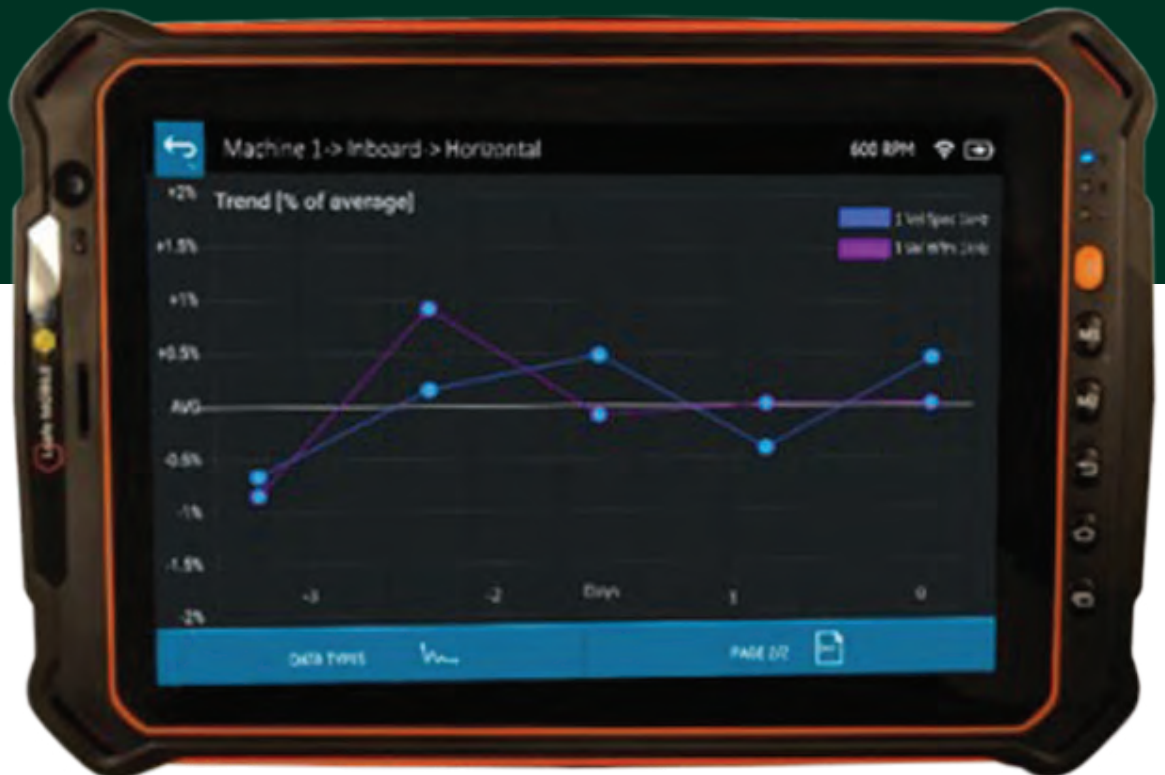 Machine 1-> Inboard-> Horizontal
600 RPM
Trend [% of average]
+2%
+1.5%
+1%
+0.5%
AVG
-0.5%
-1%
-1.5%
-2%
-3
-2
Days
1
0
DATA TYPES
PAGE 2/2
MOBILE